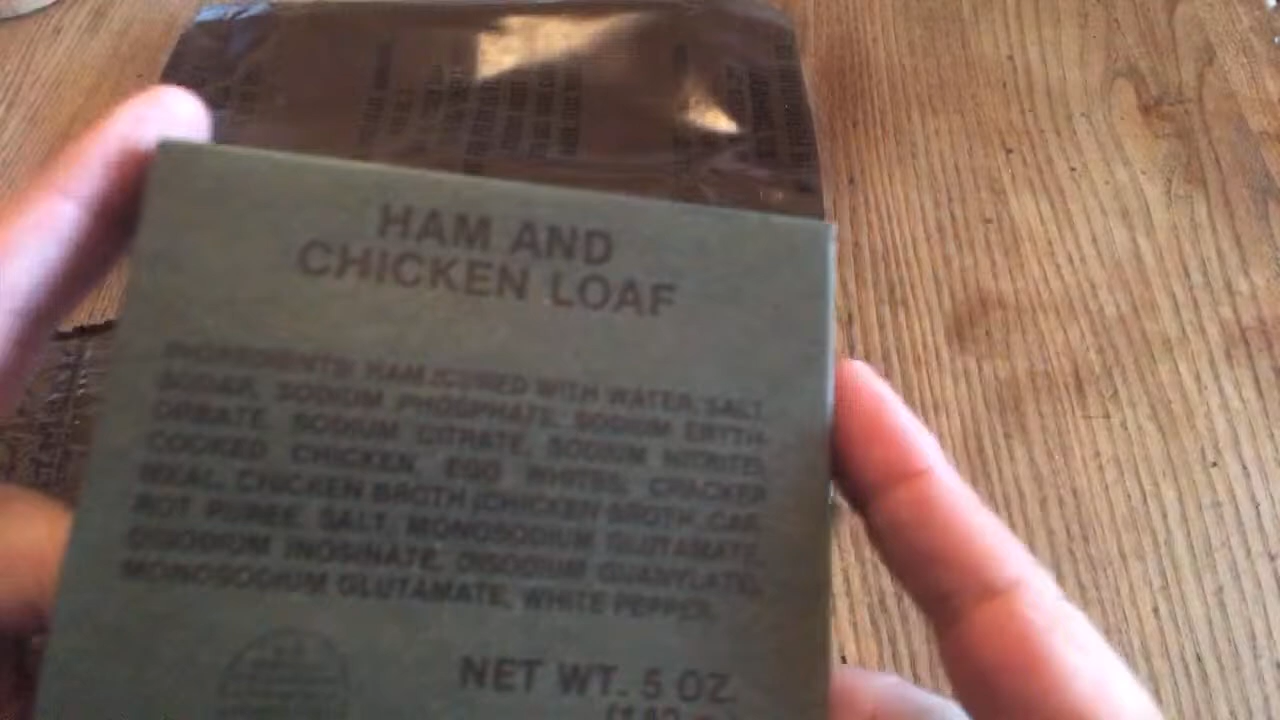 HAM AND
CHICKEN LOAF
INGREDIENTS: HAM (CURED WITH WATER, SALT,
SUGAR, SODIUM PHOSPHATE, SODIUM ERYTH-
ORBATE, SODIUM CITRATE, SODIUM NITRITE),
COOKED CHICKEN, EGG WHITES, CRACKER
MEAL, CHICKEN BROTH (CHICKEN BROTH, CAR-
ROT PUREE, SALT, MONOSODIUM GLUTAMATE,
DISODIUM INOSINATE, DISODIUM GUANYLATE),
MONOSODIUM GLUTAMATE, WHITE PEPPER.
NET WT. 5 OZ.